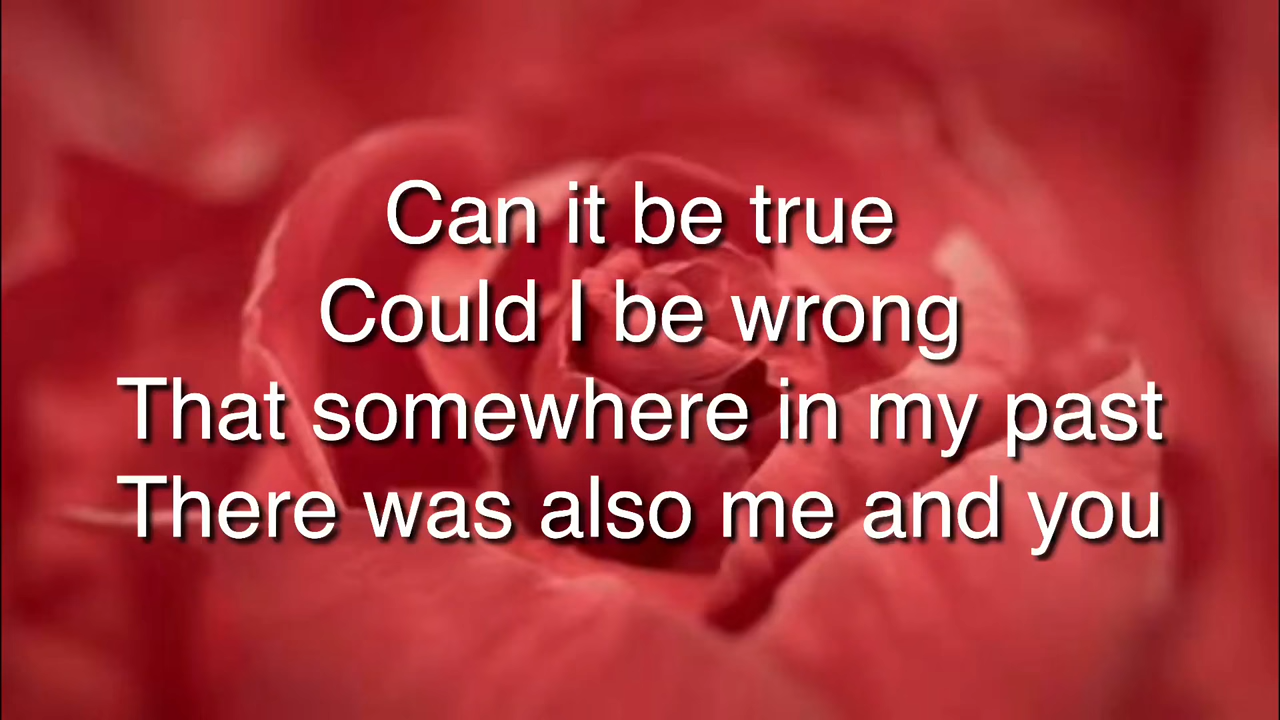 Can it be true
Could I be wrong
That somewhere in my past
There was also me and you